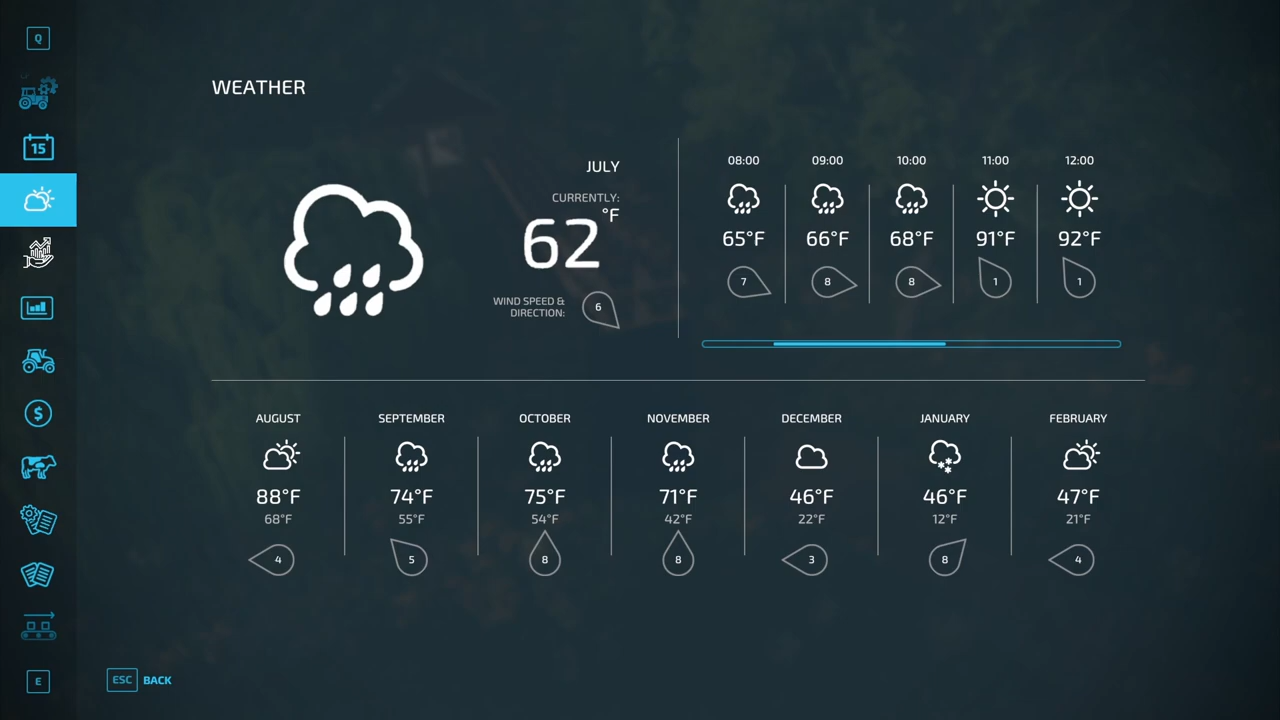 Q
15
E
WEATHER
JULY
CURRENTLY:
62°F
WIND SPEED &
DIRECTION:
6
08:00 09:00 10:00 11:00 12:00
65°F 66°F 68°F 91°F 92°F
7 8 8 1 1
AUGUST SEPTEMBER OCTOBER NOVEMBER DECEMBER JANUARY FEBRUARY
88°F 74°F 75°F 71°F 46°F 46°F 47°F
68°F 55°F 54°F 42°F 22°F 12°F 21°F
4 5 8 8 3 8 4
ESC BACK